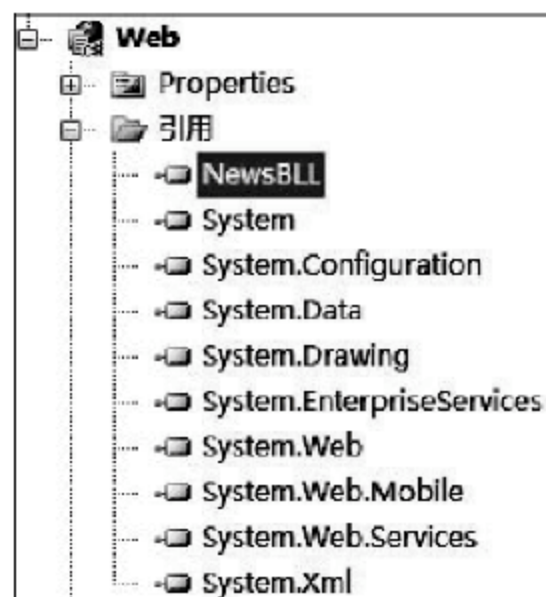 Web
Properties
引用
NewsBLL
System
System.Configuration
System.Data
System.Drawing
System.EnterpriseServices
System.Web
System.Web.Mobile
System.Web.Services
System.Xml